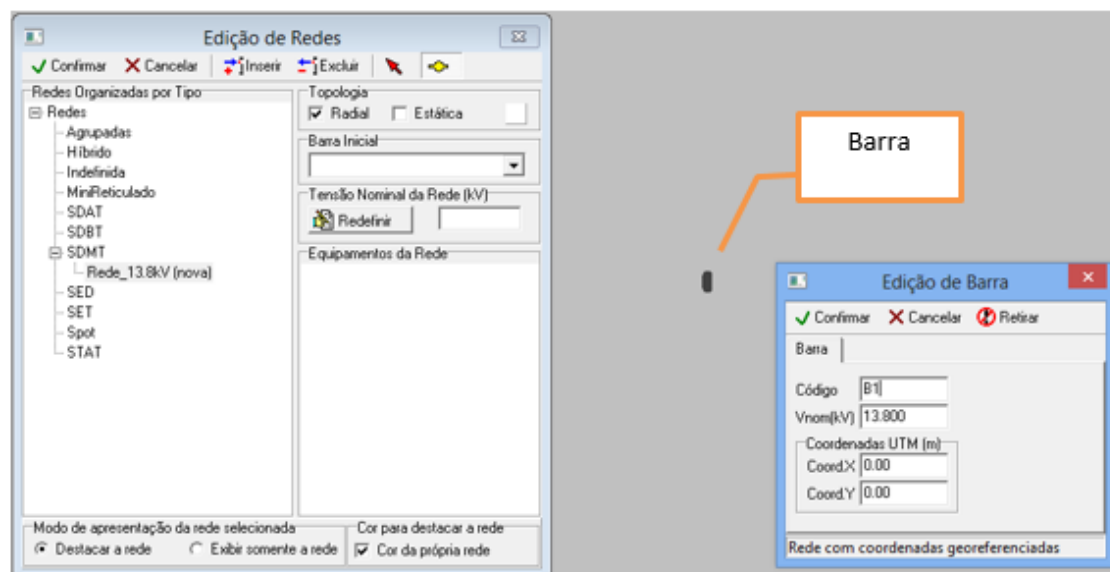 Edição de Redes
Confirmar Cancelar Inserir Excluir
Redes Organizadas por Tipo
Redes
Agrupadas
Híbrido
Indefinida
MiniReticulado
SDAT
SDBT
SDMT
Rede_13.8kV (nova)
SED
SET
Spot
STAT
Topologia
Radial Estática
Barra Inicial
Tensão Nominal da Rede (kV)
Redefinir
Equipamentos da Rede
Modo de apresentação da rede selecionada
Destacar a rede Exibir somente a rede
Cor para destacar a rede
Cor da própria rede
Barra
Edição de Barra
Confirmar Cancelar Retirar
Barra
Código B1
Vnom(kV) 13.800
Coordenadas UTM (m)
Coord.X 0.00
Coord.Y 0.00
Rede com coordenadas georeferenciadas